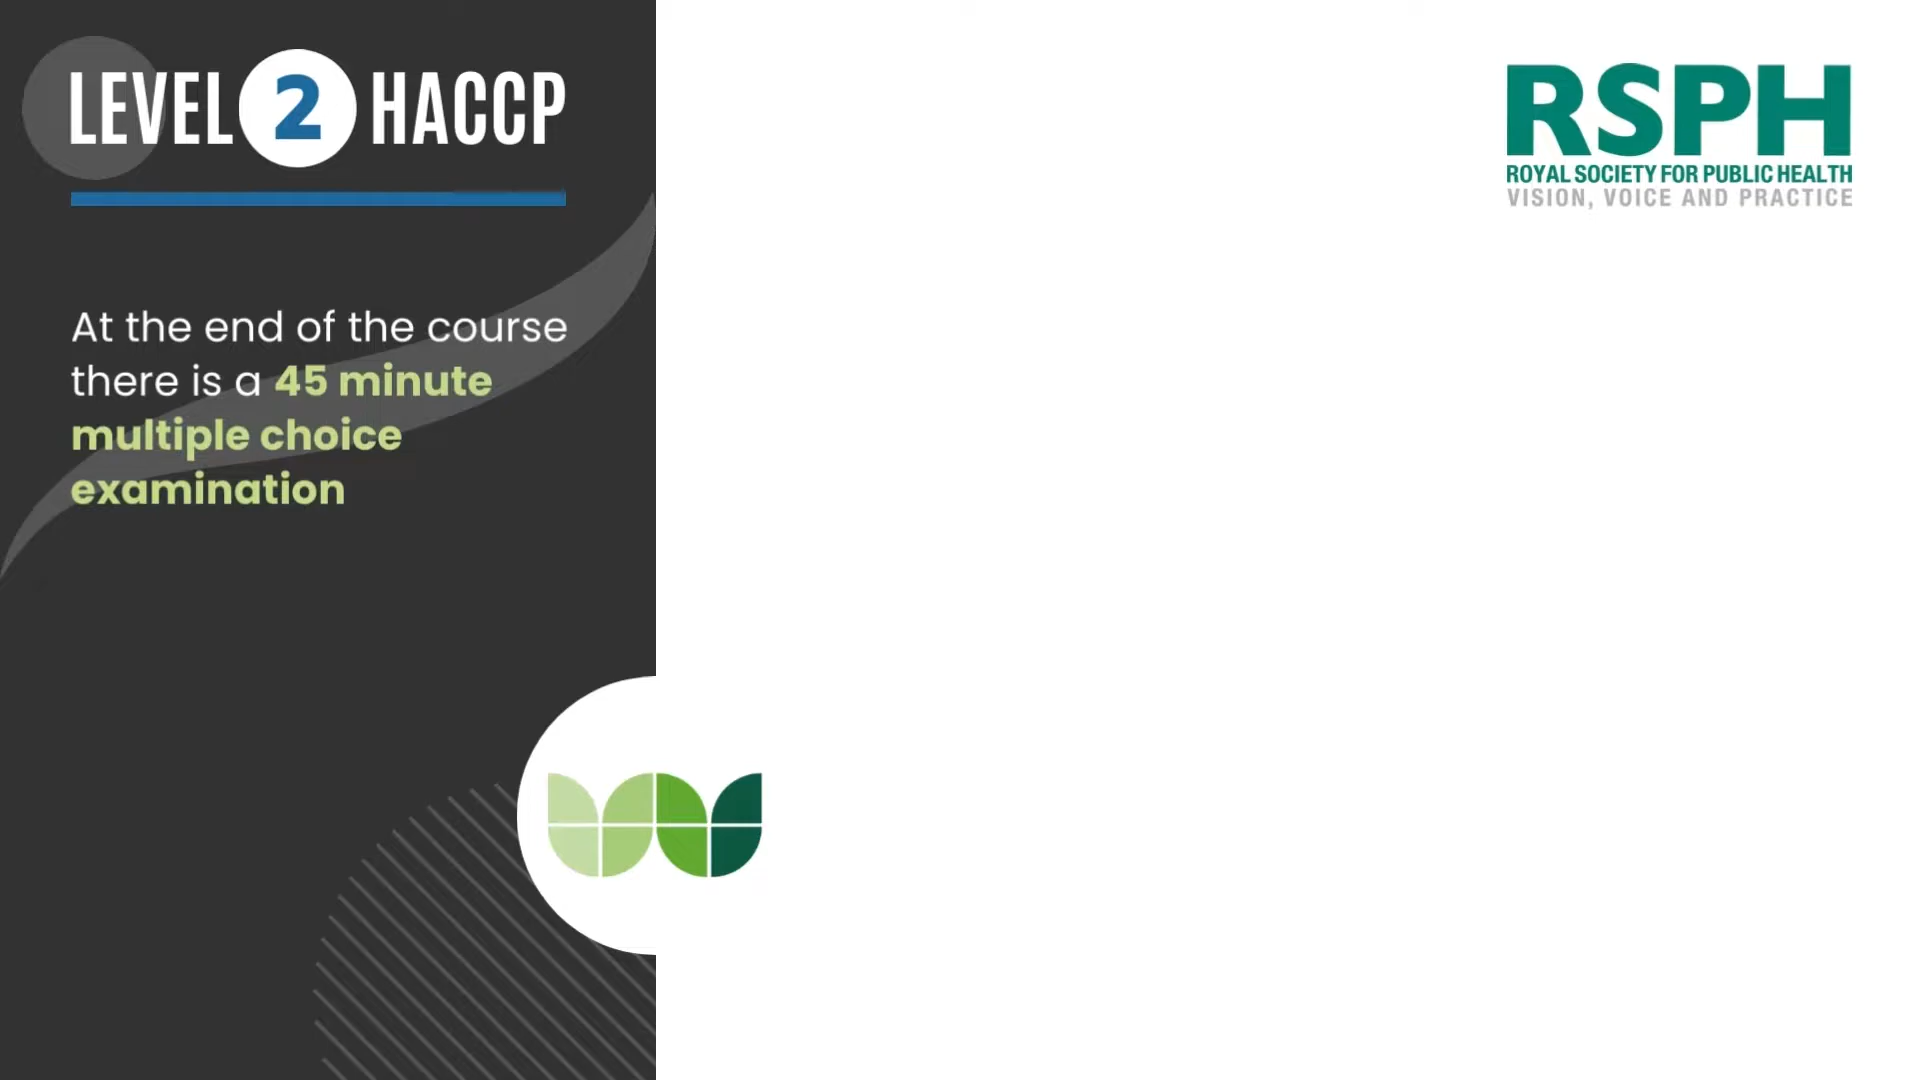 LEVEL 2 HACCP
At the end of the course
there is a 45 minute
multiple choice
examination
RSPH
ROYAL SOCIETY FOR PUBLIC HEALTH
VISION, VOICE AND PRACTICE